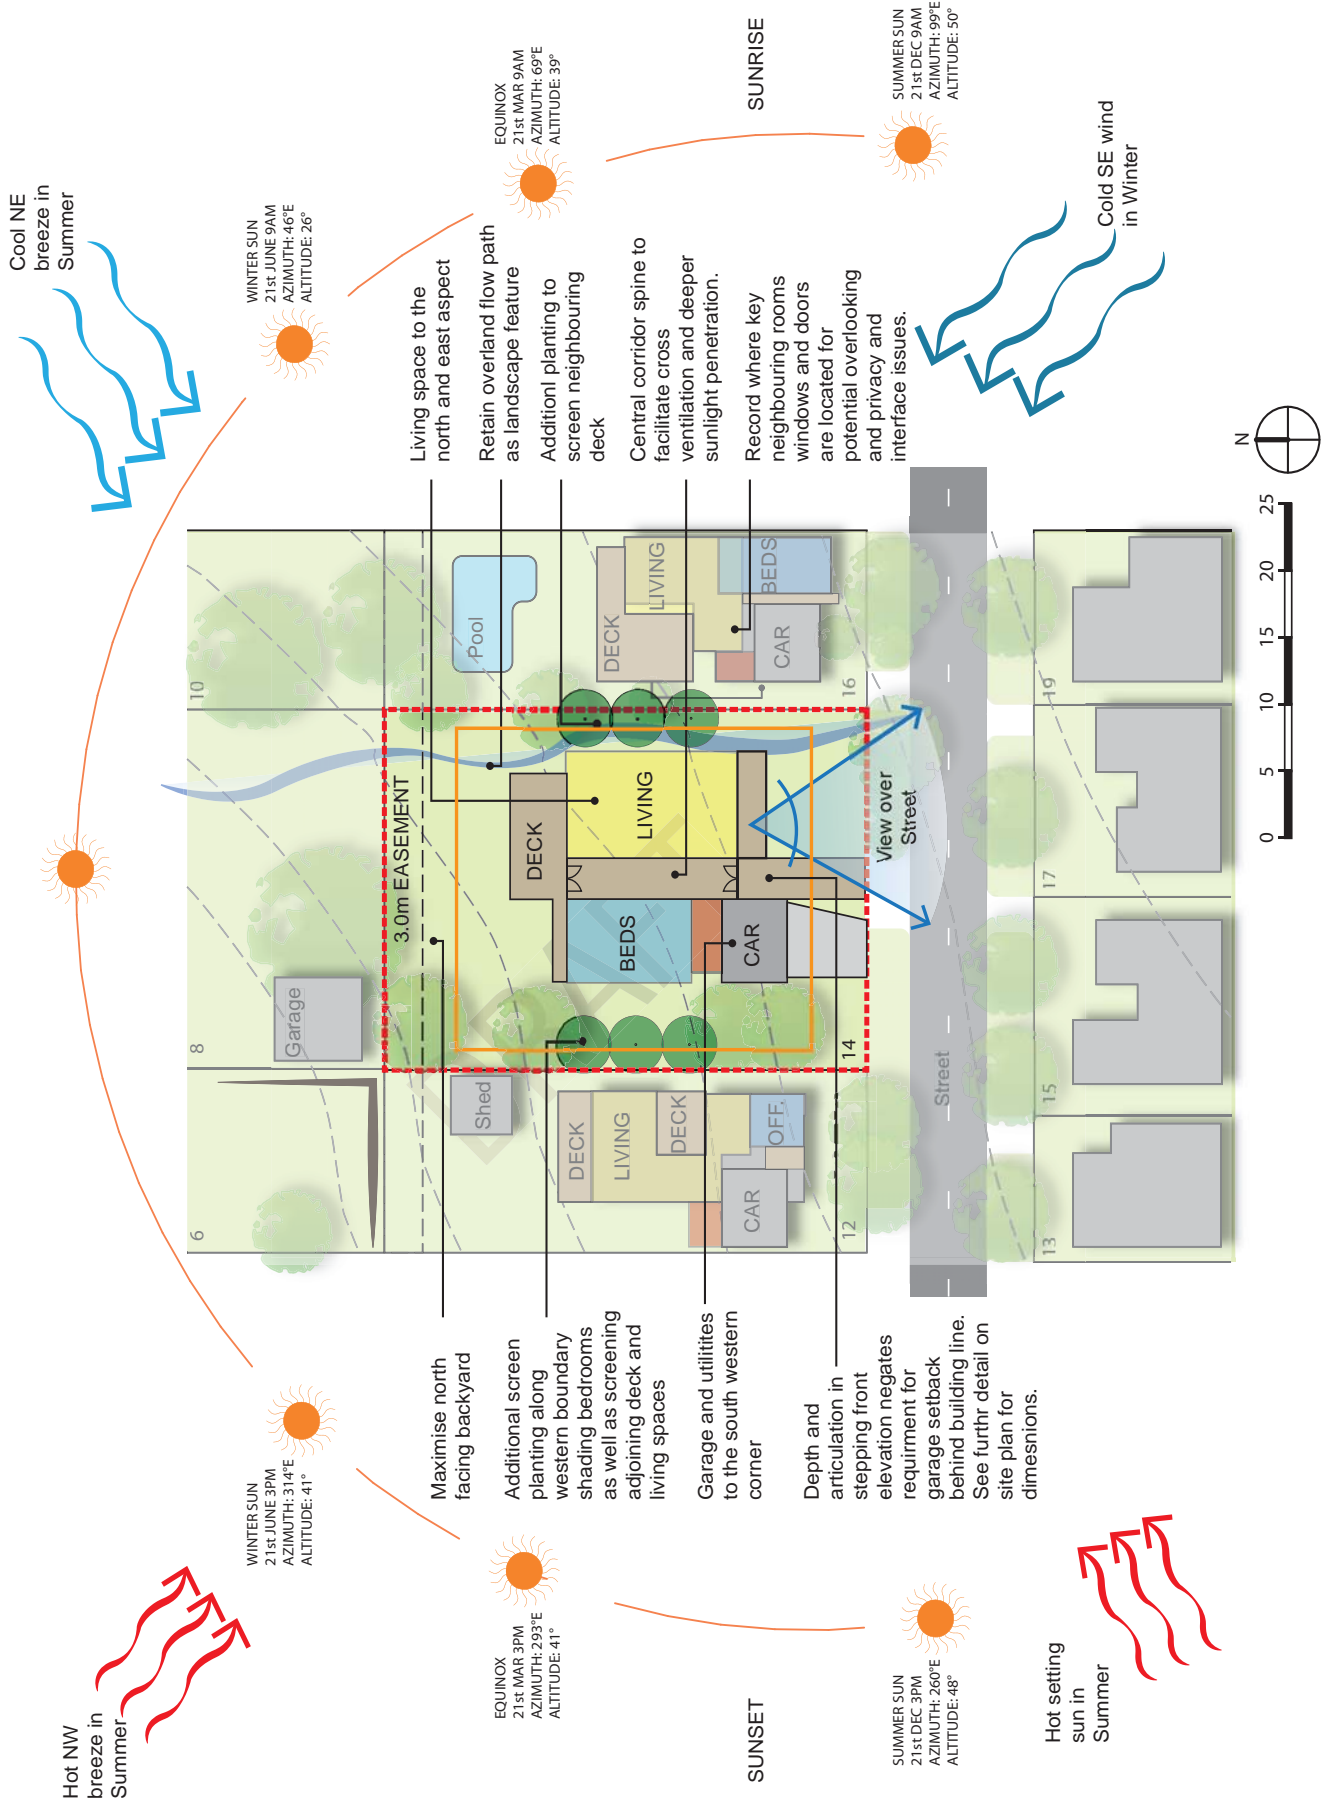 Hot NW
breeze in
Summer
Cool NE
breeze in
Summer
WINTER SUN
21st JUNE 3PM
AZIMUTH: 314°E
ALTITUDE: 41°
WINTER SUN
21st JUNE 9AM
AZIMUTH: 46°E
ALTITUDE: 26°
EQUINOX
21st MAR 3PM
AZIMUTH: 293°E
ALTITUDE: 41°
EQUINOX
21st MAR 9AM
AZIMUTH: 69°E
ALTITUDE: 39°
SUNSET
SUNRISE
SUMMER SUN
21st DEC 3PM
AZIMUTH: 260°E
ALTITUDE: 48°
SUMMER SUN
21st DEC 9AM
AZIMUTH: 99°E
ALTITUDE: 50°
Hot setting
sun in
Summer
Cold SE wind
in Winter
Maximise north
facing backyard
Additional screen
planting along
western boundary
shading bedrooms
as well as screening
adjoining deck and
living spaces
Garage and utilitites
to the south western
corner
Depth and
articulation in
stepping front
elevation negates
requirment for
garage setback
behind building line.
See furthr detail on
site plan for
dimesnions.
Living space to the
north and east aspect
Retain overland flow path
as landscape feature
Additionl planting to
screen neighbouring
deck
Central corridor spine to
facilitate cross
ventilation and deeper
sunlight penetration.
Record where key
neighbouring rooms
windows and doors
are located for
potential overlooking
and privacy and
interface issues.
6
8
10
Garage
3.0m EASEMENT
Shed
Pool
DECK
LIVING
DECK
OFF.
CAR
12
DECK
LIVING
BEDS
CAR
14
DECK
LIVING
BEDS
CAR
16
View over
Street
Street
13
15
17
19
0
5
10
15
20
25
N
DRAFT